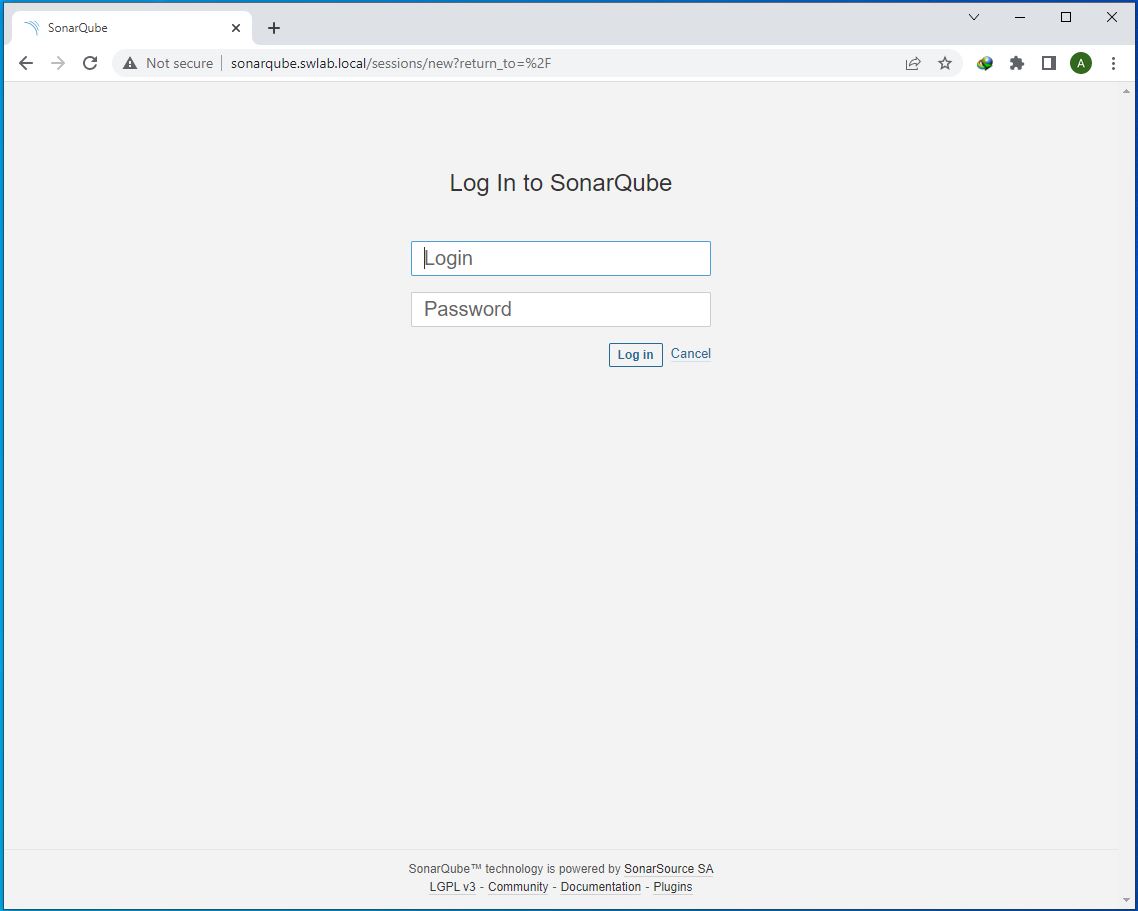 SonarQube
Not secure | sonarqube.swlab.local/sessions/new?return_to=%2F
A
Log In to SonarQube
Login
Password
Log in Cancel
SonarQube™ technology is powered by SonarSource SA
LGPL v3 - Community - Documentation - Plugins